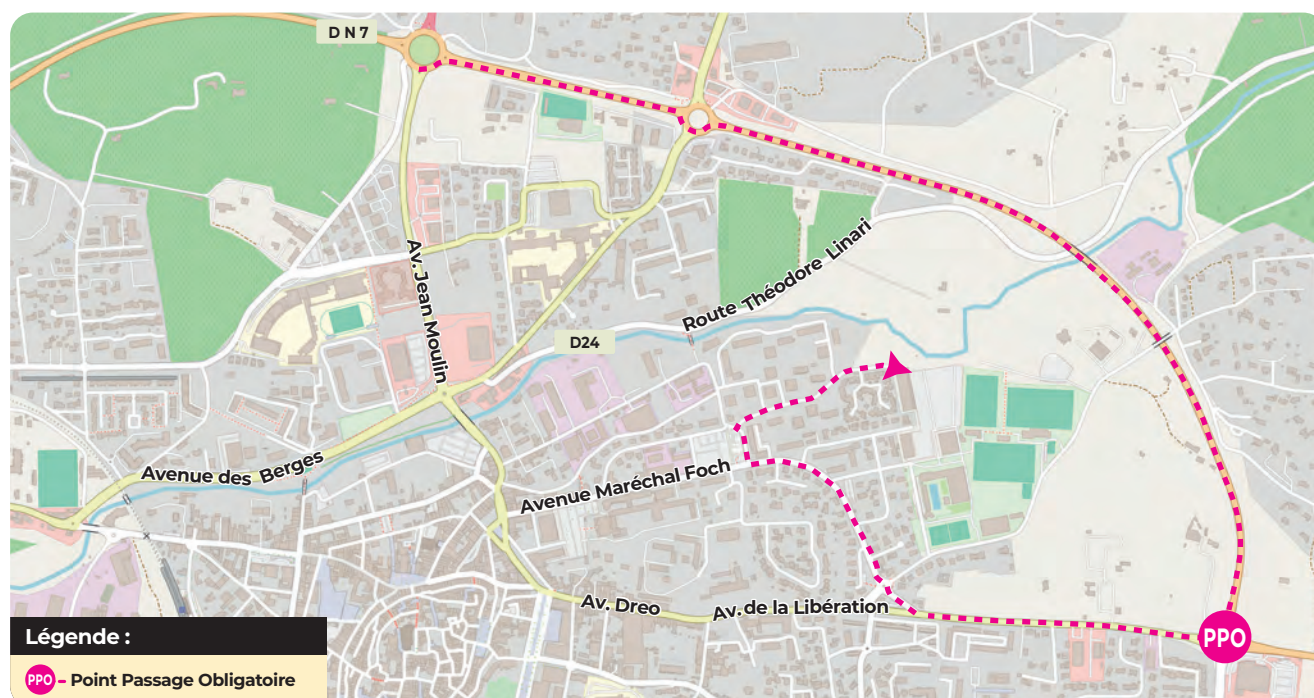 D N 7
Av. Jean Moulin
Route Théodore Linari
D24
Avenue des Berges
Avenue Maréchal Foch
Av. Dreo
Av. de la Libération
PPO
Légende :
PPO - Point Passage Obligatoire